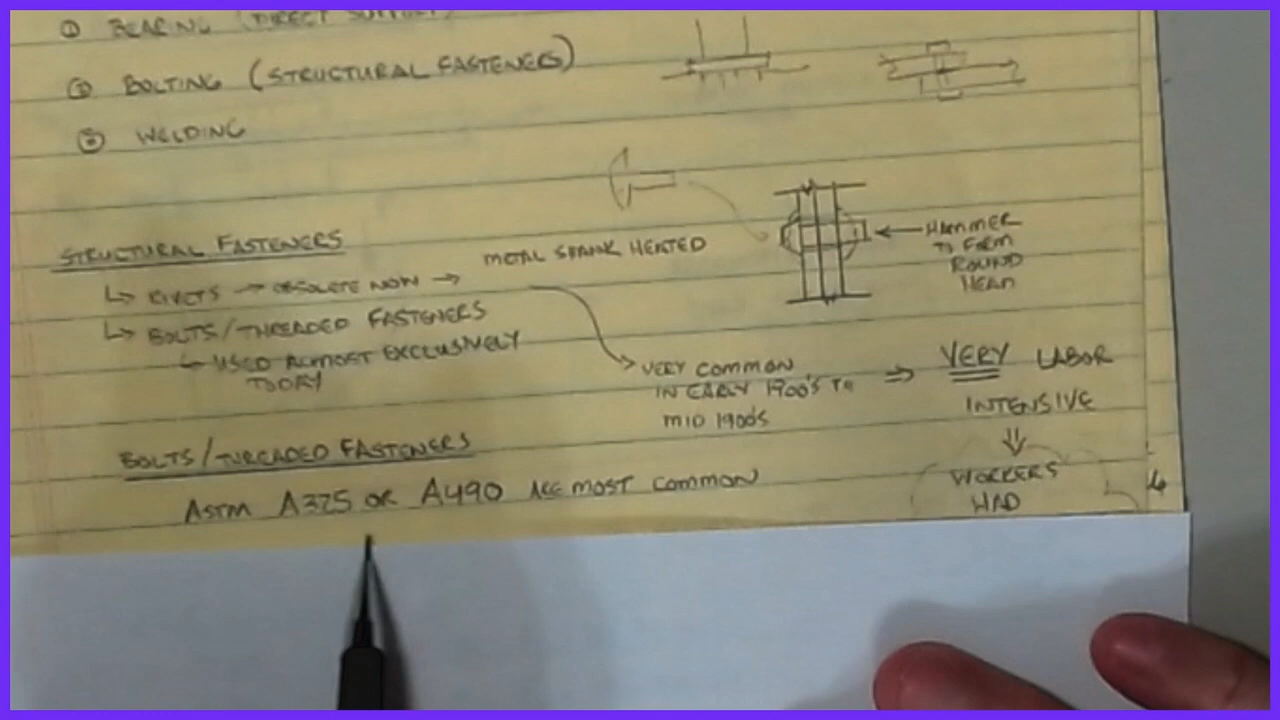 ① BEARING (DIRECT SUPPORT)
② BOLTING (STRUCTURAL FASTENERS)
③ WELDING
STRUCTURAL FASTENERS
↳ RIVETS → OBSOLETE NOW → METAL SHANK HEATED
↳ BOLTS/THREADED FASTENERS
↳ USED ALMOST EXCLUSIVELY
TODAY
← HAMMER
TO FORM
ROUND
HEAD
VERY COMMON
IN EARLY 1900'S TO
MID 1900'S
⇒ VERY LABOR
INTENSIVE
⇓
WORKERS
HAD
BOLTS/THREADED FASTENERS
ASTM A325 OR A490 ARE MOST COMMON